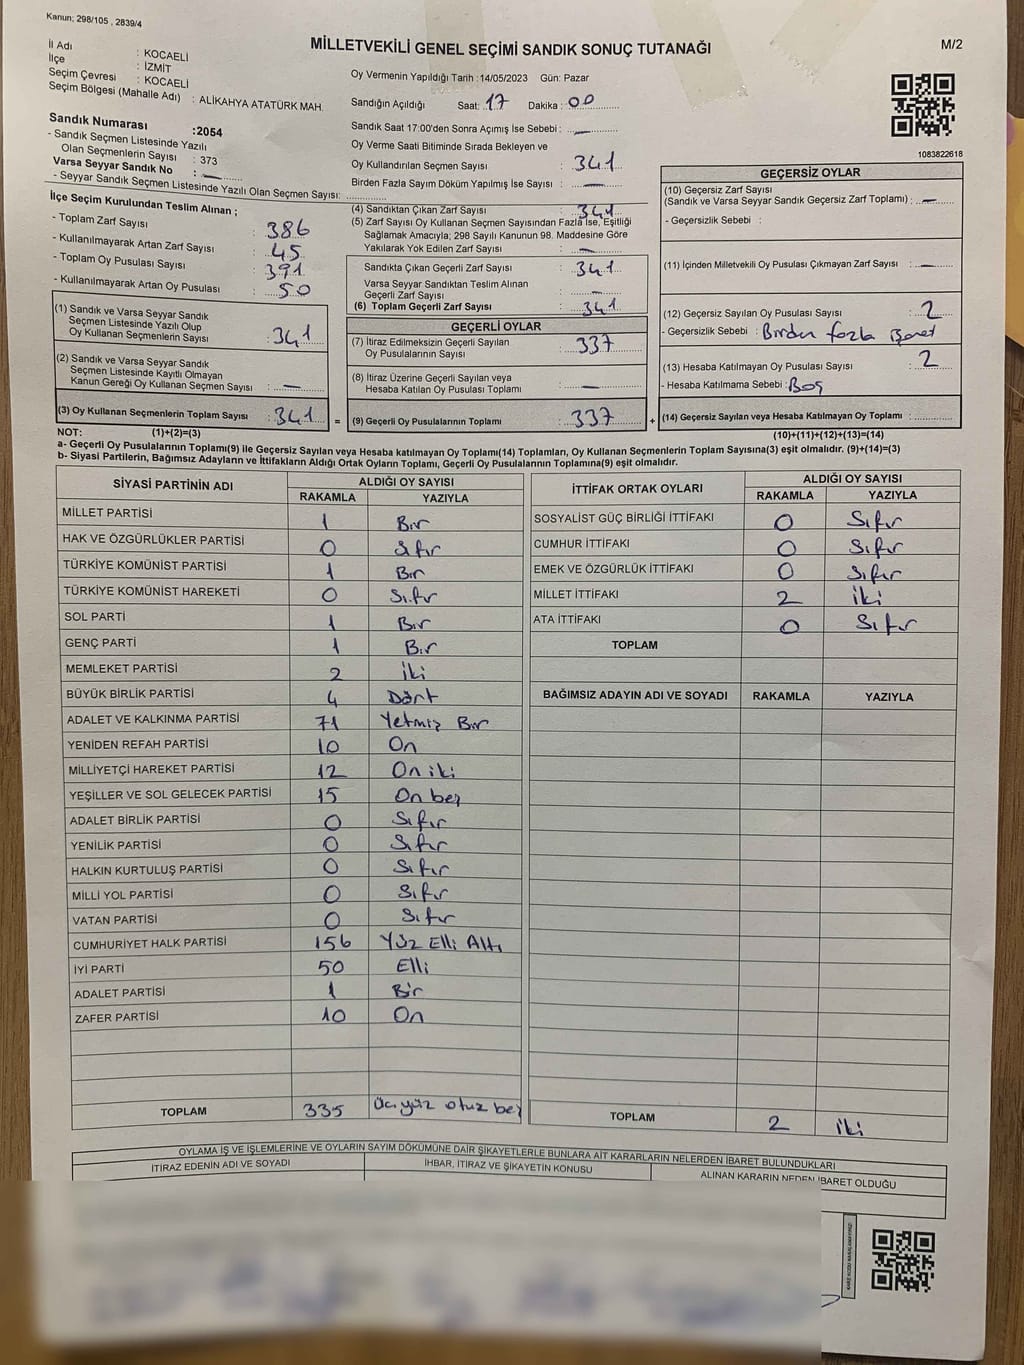 Kanun; 298/105 , 2839/4
MİLLETVEKİLİ GENEL SEÇİMİ SANDIK SONUÇ TUTANAĞI
M/2
İl Adı : KOCAELİ
İlçe : İZMİT
Seçim Çevresi : KOCAELİ
Seçim Bölgesi (Mahalle Adı) : ALİKAHYA ATATÜRK MAH.
Sandık Numarası :2054
- Sandık Seçmen Listesinde Yazılı
Olan Seçmenlerin Sayısı : 373
Varsa Seyyar Sandık No : —
- Seyyar Sandık Seçmen Listesinde Yazılı Olan Seçmen Sayısı:
İlçe Seçim Kurulundan Teslim Alınan ;
- Toplam Zarf Sayısı : 386
- Kullanılmayarak Artan Zarf Sayısı : 45
- Toplam Oy Pusulası Sayısı : 391
- Kullanılmayarak Artan Oy Pusulası : 50
(1) Sandık ve Varsa Seyyar Sandık
Seçmen Listesinde Yazılı Olup
Oy Kullanan Seçmenlerin Sayısı : 341
(2) Sandık ve Varsa Seyyar Sandık
Seçmen Listesinde Kayıtlı Olmayan
Kanun Gereği Oy Kullanan Seçmen Sayısı : —
(3) Oy Kullanan Seçmenlerin Toplam Sayısı : 341 =
Oy Vermenin Yapıldığı Tarih :14/05/2023 Gün: Pazar
Sandığın Açıldığı Saat: 17 Dakika : 00
Sandık Saat 17:00'den Sonra Açımış İse Sebebi : —
Oy Verme Saati Bitiminde Sırada Bekleyen ve
Oy Kullandırılan Seçmen Sayısı : 341
Birden Fazla Sayım Döküm Yapılmış İse Sayısı : —
(4) Sandıktan Çıkan Zarf Sayısı : 341
(5) Zarf Sayısı Oy Kullanan Seçmen Sayısından Fazla İse, Eşitliği
Sağlamak Amacıyla; 298 Sayılı Kanunun 98. Maddesine Göre
Yakılarak Yok Edilen Zarf Sayısı : —
Sandıkta Çıkan Geçerli Zarf Sayısı : 341
Varsa Seyyar Sandıktan Teslim Alınan
Geçerli Zarf Sayısı : —
(6) Toplam Geçerli Zarf Sayısı : 341
GEÇERLİ OYLAR
(7) İtiraz Edilmeksizin Geçerli Sayılan
Oy Pusulalarının Sayısı : 337
(8) İtiraz Üzerine Geçerli Sayılan veya
Hesaba Katılan Oy Pusulası Toplamı : —
(9) Geçerli Oy Pusulalarının Toplamı : 337 +
1083822618
GEÇERSİZ OYLAR
(10) Geçersiz Zarf Sayısı
(Sandık ve Varsa Seyyar Sandık Geçersiz Zarf Toplamı) : —
- Geçersizlik Sebebi :
(11) İçinden Milletvekili Oy Pusulası Çıkmayan Zarf Sayısı : —
(12) Geçersiz Sayılan Oy Pusulası Sayısı : 2
- Geçersizlik Sebebi : Birden fazla işaret
(13) Hesaba Katılmayan Oy Pusulası Sayısı : 2
- Hesaba Katılmama Sebebi : Boş
(14) Geçersiz Sayılan veya Hesaba Katılmayan Oy Toplamı :
NOT: (1)+(2)=(3) (10)+(11)+(12)+(13)=(14)
a- Geçerli Oy Pusulalarının Toplamı(9) ile Geçersiz Sayılan veya Hesaba katılmayan Oy Toplamı(14) Toplamları, Oy Kullanan Seçmenlerin Toplam Sayısına(3) eşit olmalıdır. (9)+(14)=(3)
b- Siyasi Partilerin, Bağımsız Adayların ve İttifakların Aldığı Ortak Oyların Toplamı, Geçerli Oy Pusulalarının Toplamına(9) eşit olmalıdır.
SİYASİ PARTİNİN ADI ALDIĞI OY SAYISI
RAKAMLA YAZIYLA
MİLLET PARTİSİ 1 Bir
HAK VE ÖZGÜRLÜKLER PARTİSİ 0 Sıfır
TÜRKİYE KOMÜNİST PARTİSİ 1 Bir
TÜRKİYE KOMÜNİST HAREKETİ 0 Sıfır
SOL PARTİ 1 Bir
GENÇ PARTİ 1 Bir
MEMLEKET PARTİSİ 2 İki
BÜYÜK BİRLİK PARTİSİ 4 Dört
ADALET VE KALKINMA PARTİSİ 71 Yetmiş Bir
YENİDEN REFAH PARTİSİ 10 On
MİLLİYETÇİ HAREKET PARTİSİ 12 On iki
YEŞİLLER VE SOL GELECEK PARTİSİ 15 On beş
ADALET BİRLİK PARTİSİ 0 Sıfır
YENİLİK PARTİSİ 0 Sıfır
HALKIN KURTULUŞ PARTİSİ 0 Sıfır
MİLLİ YOL PARTİSİ 0 Sıfır
VATAN PARTİSİ 0 Sıfır
CUMHURİYET HALK PARTİSİ 156 Yüz Elli Altı
İYİ PARTİ 50 Elli
ADALET PARTİSİ 1 Bir
ZAFER PARTİSİ 10 On
TOPLAM 335 Üçyüz otuz beş
İTTİFAK ORTAK OYLARI ALDIĞI OY SAYISI
RAKAMLA YAZIYLA
SOSYALİST GÜÇ BİRLİĞİ İTTİFAKI 0 Sıfır
CUMHUR İTTİFAKI 0 Sıfır
EMEK VE ÖZGÜRLÜK İTTİFAKI 0 Sıfır
MİLLET İTTİFAKI 2 İki
ATA İTTİFAKI 0 Sıfır
TOPLAM
BAĞIMSIZ ADAYIN ADI VE SOYADI RAKAMLA YAZIYLA
TOPLAM 2 İki
OYLAMA İŞ VE İŞLEMLERİNE VE OYLARIN SAYIM DÖKÜMÜNE DAİR ŞİKAYETLERLE BUNLARA AİT KARARLARIN NELERDEN İBARET BULUNDUKLARI
İTİRAZ EDENİN ADI VE SOYADI İHBAR, İTİRAZ VE ŞİKAYETİN KONUSU ALINAN KARARIN NEDEN İBARET OLDUĞU